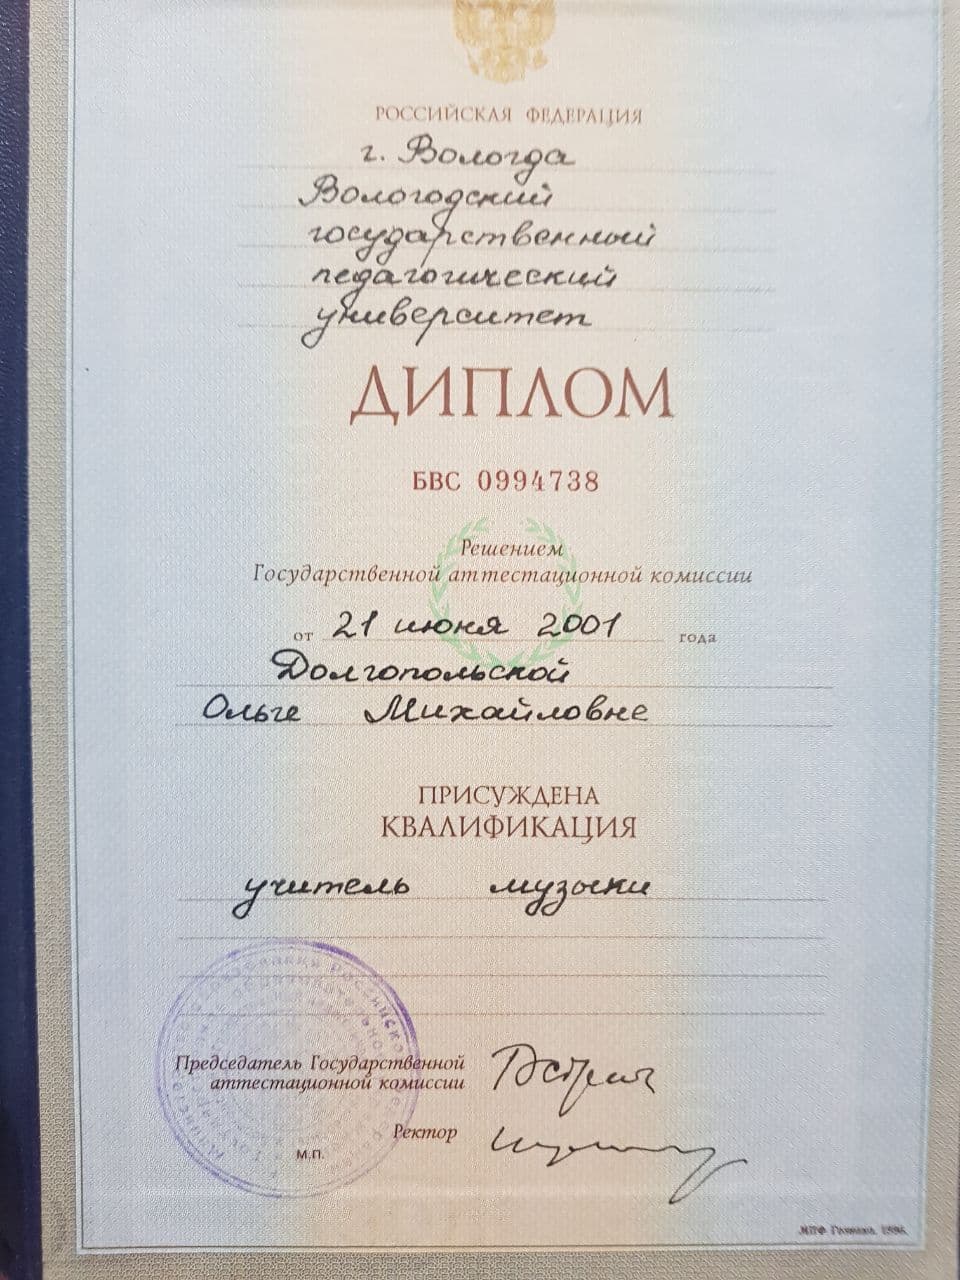 РОССИЙСКАЯ ФЕДЕРАЦИЯ
г. Вологда
Вологодский
государственный
педагогический
университет
ДИПЛОМ
БВС 0994738
Решением
Государственной аттестационной комиссии
от 21 июня 2001 года
Долгопольской
Ольге Михайловне
ПРИСУЖДЕНА
КВАЛИФИКАЦИЯ
учитель музыки
Председатель Государственной
аттестационной комиссии
Ректор
М.П.